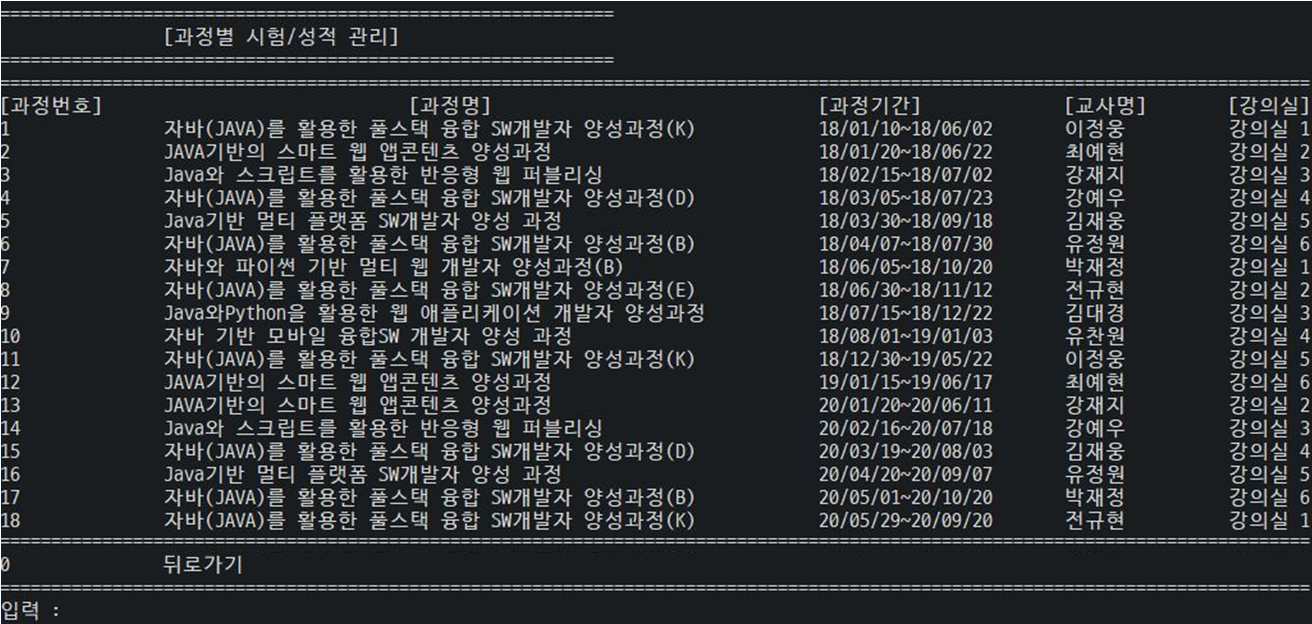 ============================================================
[과정별 시험/성적 관리]
============================================================
================================================================================================================================
[과정번호] [과정명] [과정기간] [교사명] [강의실]
1 자바(JAVA)를 활용한 풀스택 융합 SW개발자 양성과정(K) 18/01/10~18/06/02 이정웅 강의실 1
2 JAVA기반의 스마트 웹 앱콘텐츠 양성과정 18/01/20~18/06/22 최예현 강의실 2
3 Java와 스크립트를 활용한 반응형 웹 퍼블리싱 18/02/15~18/07/02 강재지 강의실 3
4 자바(JAVA)를 활용한 풀스택 융합 SW개발자 양성과정(D) 18/03/05~18/07/23 강예우 강의실 4
5 Java기반 멀티 플랫폼 SW개발자 양성 과정 18/03/30~18/09/18 김재웅 강의실 5
6 자바(JAVA)를 활용한 풀스택 융합 SW개발자 양성과정(B) 18/04/07~18/07/30 유정원 강의실 6
7 자바와 파이썬 기반 멀티 웹 개발자 양성과정(B) 18/06/05~18/10/20 박재정 강의실 1
8 자바(JAVA)를 활용한 풀스택 융합 SW개발자 양성과정(E) 18/06/30~18/11/12 전규현 강의실 2
9 Java와Python을 활용한 웹 애플리케이션 개발자 양성과정 18/07/15~18/12/22 김대경 강의실 3
10 자바 기반 모바일 융합SW 개발자 양성 과정 18/08/01~19/01/03 유찬원 강의실 4
11 자바(JAVA)를 활용한 풀스택 융합 SW개발자 양성과정(K) 18/12/30~19/05/22 이정웅 강의실 5
12 JAVA기반의 스마트 웹 앱콘텐츠 양성과정 19/01/15~19/06/17 최예현 강의실 6
13 JAVA기반의 스마트 웹 앱콘텐츠 양성과정 20/01/20~20/06/11 강재지 강의실 2
14 Java와 스크립트를 활용한 반응형 웹 퍼블리싱 20/02/16~20/07/18 강예우 강의실 3
15 자바(JAVA)를 활용한 풀스택 융합 SW개발자 양성과정(D) 20/03/19~20/08/03 김재웅 강의실 4
16 Java기반 멀티 플랫폼 SW개발자 양성 과정 20/04/20~20/09/07 유정원 강의실 5
17 자바(JAVA)를 활용한 풀스택 융합 SW개발자 양성과정(B) 20/05/01~20/10/20 박재정 강의실 6
18 자바(JAVA)를 활용한 풀스택 융합 SW개발자 양성과정(K) 20/05/29~20/09/20 전규현 강의실 1
================================================================================================================================
0 뒤로가기
================================================================================================================================
입력 :